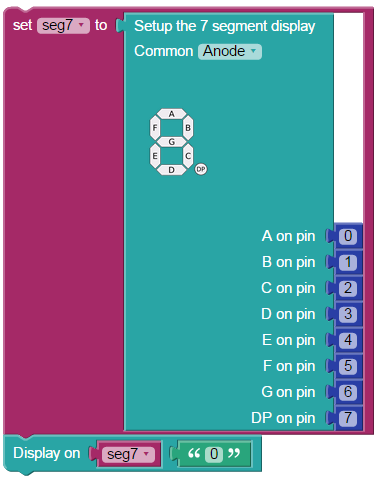 set seg7 to Setup the 7 segment display
Common Anode
A
F B
G
E C
D DP
A on pin 0
B on pin 1
C on pin 2
D on pin 3
E on pin 4
F on pin 5
G on pin 6
DP on pin 7
Display on seg7 “ 0 ”